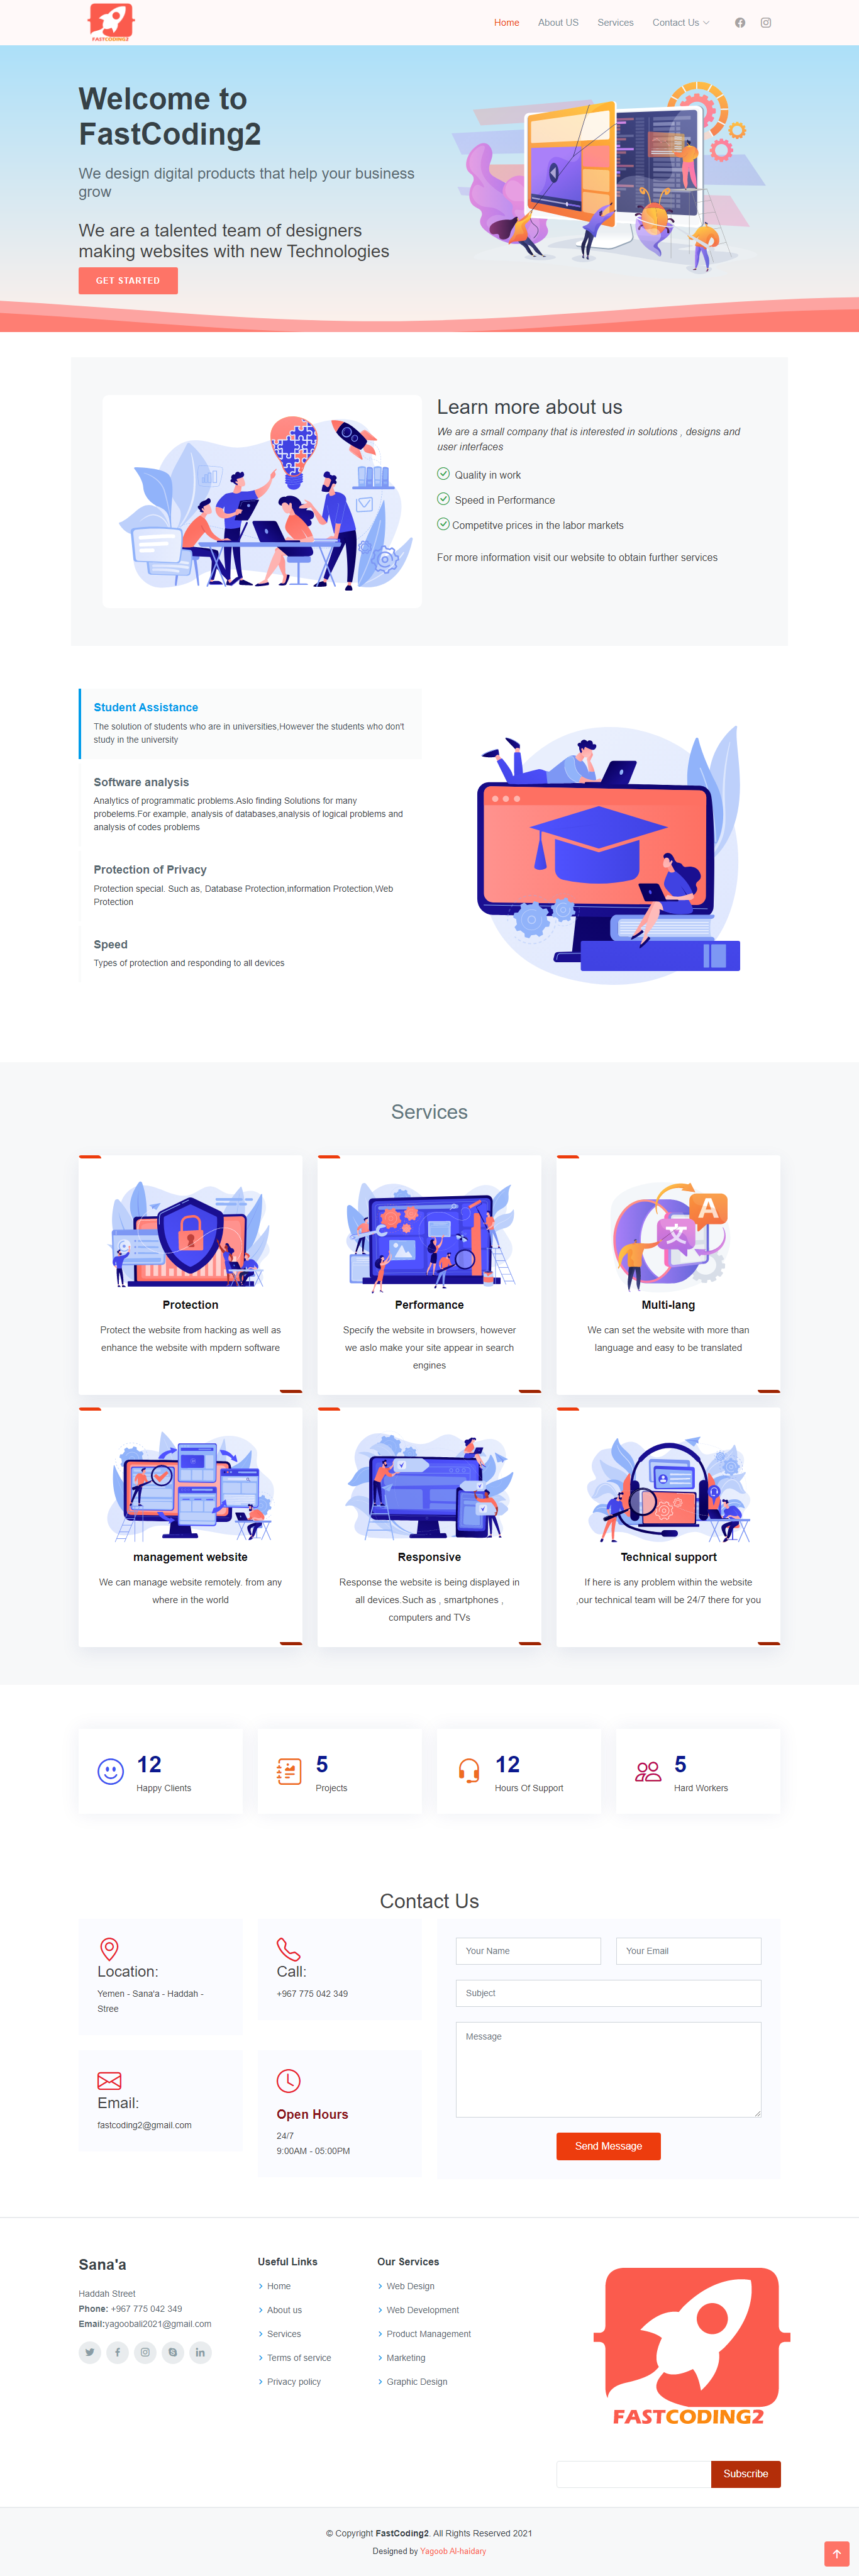 FASTCODING2
Home
About US
Services
Contact Us
Welcome to
FastCoding2
We design digital products that help your business
grow
We are a talented team of designers
making websites with new Technologies
GET STARTED
Learn more about us
We are a small company that is interested in solutions , designs and
user interfaces
Quality in work
Speed in Performance
Competitve prices in the labor markets
For more information visit our website to obtain further services
Student Assistance
The solution of students who are in universities,However the students who don't
study in the university
Software analysis
Analytics of programmatic problems.Aslo finding Solutions for many
probelems.For example, analysis of databases,analysis of logical problems and
analysis of codes problems
Protection of Privacy
Protection special. Such as, Database Protection,information Protection,Web
Protection
Speed
Types of protection and responding to all devices
Services
Protection
Protect the website from hacking as well as
enhance the website with mpdern software
Performance
Specify the website in browsers, however
we aslo make your site appear in search
engines
A
文
Multi-lang
We can set the website with more than
language and easy to be translated
management website
We can manage website remotely. from any
where in the world
Responsive
Response the website is being displayed in
all devices.Such as , smartphones ,
computers and TVs
Technical support
If here is any problem within the website
,our technical team will be 24/7 there for you
12
Happy Clients
5
Projects
12
Hours Of Support
5
Hard Workers
Contact Us
Location:
Yemen - Sana'a - Haddah -
Stree
Call:
+967 775 042 349
Email:
fastcoding2@gmail.com
Open Hours
24/7
9:00AM - 05:00PM
Your Name
Your Email
Subject
Message
Send Message
Sana'a
Haddah Street
Phone: +967 775 042 349
Email:yagoobali2021@gmail.com
Useful Links
Home
About us
Services
Terms of service
Privacy policy
Our Services
Web Design
Web Development
Product Management
Marketing
Graphic Design
FASTCODING2
Subscribe
© Copyright FastCoding2. All Rights Reserved 2021
Designed by Yagoob Al-haidary